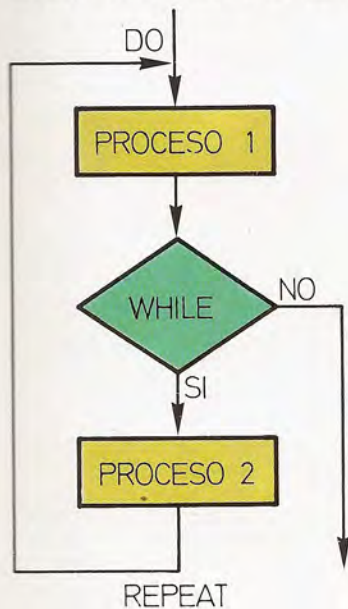 DO
PROCESO 1
WHILE
NO
SI
PROCESO 2
REPEAT